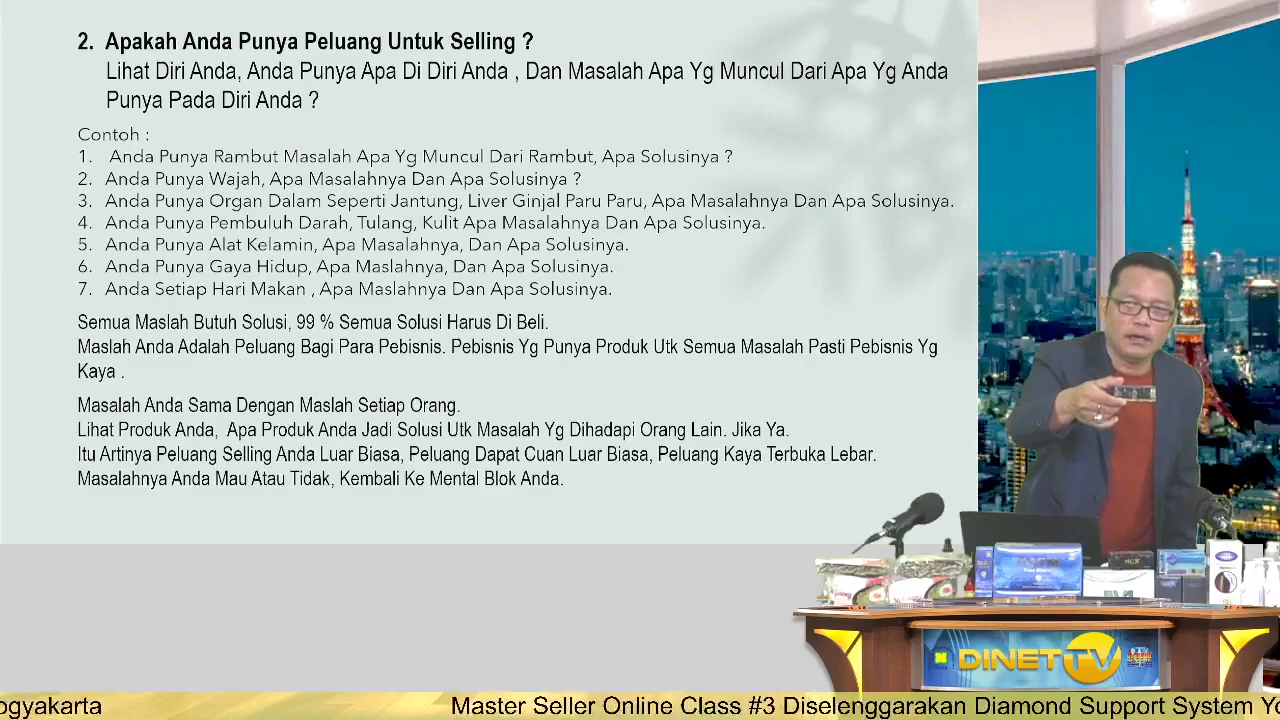 2. Apakah Anda Punya Peluang Untuk Selling ?
Lihat Diri Anda, Anda Punya Apa Di Diri Anda , Dan Masalah Apa Yg Muncul Dari Apa Yg Anda
Punya Pada Diri Anda ?
Contoh :
1. Anda Punya Rambut Masalah Apa Yg Muncul Dari Rambut, Apa Solusinya ?
2. Anda Punya Wajah, Apa Masalahnya Dan Apa Solusinya ?
3. Anda Punya Organ Dalam Seperti Jantung, Liver Ginjal Paru Paru, Apa Masalahnya Dan Apa Solusinya.
4. Anda Punya Pembuluh Darah, Tulang, Kulit Apa Masalahnya Dan Apa Solusinya.
5. Anda Punya Alat Kelamin, Apa Masalahnya, Dan Apa Solusinya.
6. Anda Punya Gaya Hidup, Apa Maslahnya, Dan Apa Solusinya.
7. Anda Setiap Hari Makan , Apa Maslahnya Dan Apa Solusinya.
Semua Maslah Butuh Solusi, 99 % Semua Solusi Harus Di Beli.
Maslah Anda Adalah Peluang Bagi Para Pebisnis. Pebisnis Yg Punya Produk Utk Semua Masalah Pasti Pebisnis Yg
Kaya .
Masalah Anda Sama Dengan Maslah Setiap Orang.
Lihat Produk Anda, Apa Produk Anda Jadi Solusi Utk Masalah Yg Dihadapi Orang Lain. Jika Ya.
Itu Artinya Peluang Selling Anda Luar Biasa, Peluang Dapat Cuan Luar Biasa, Peluang Kaya Terbuka Lebar.
Masalahnya Anda Mau Atau Tidak, Kembali Ke Mental Blok Anda.
DINET TV
ogyakarta Master Seller Online Class #3 Diselenggarakan Diamond Support System Yo